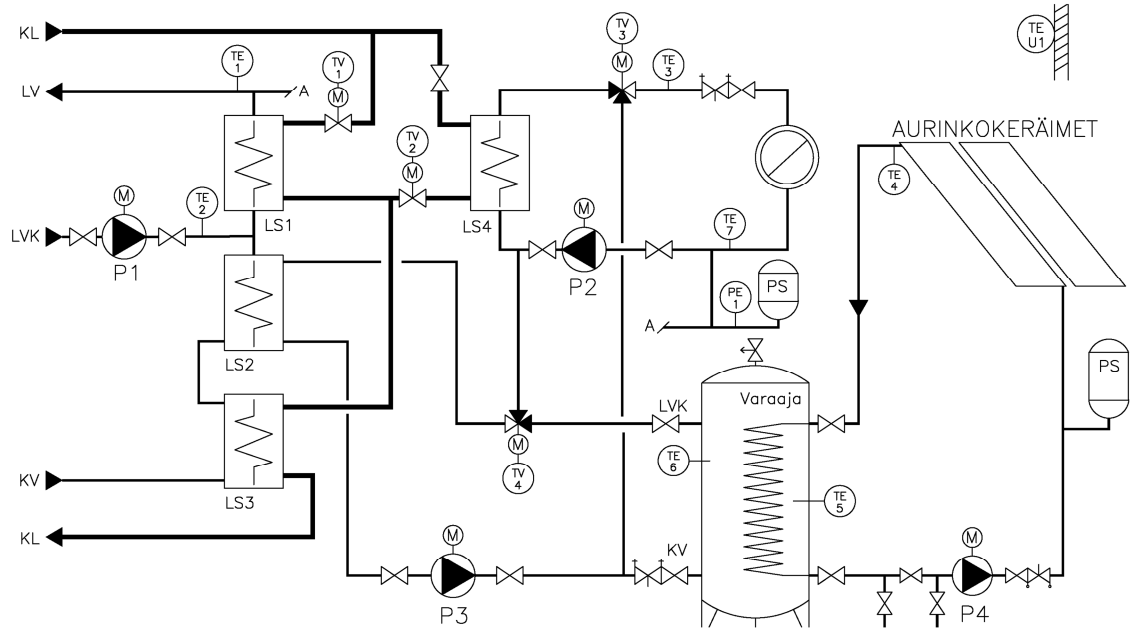 KL
TV
3
M
TE
3
TE
U1
TE
1
TV
1
M
LV
A
TV
2
M
AURINKOKERÄIMET
TE
4
LS1
LS4
M
TE
2
LVK
P1
M
TE
7
P2
PE
1
PS
A
LS2
PS
Varaaja
LVK
M
TV
4
TE
6
TE
5
KV
LS3
KL
M
KV
M
P3
P4